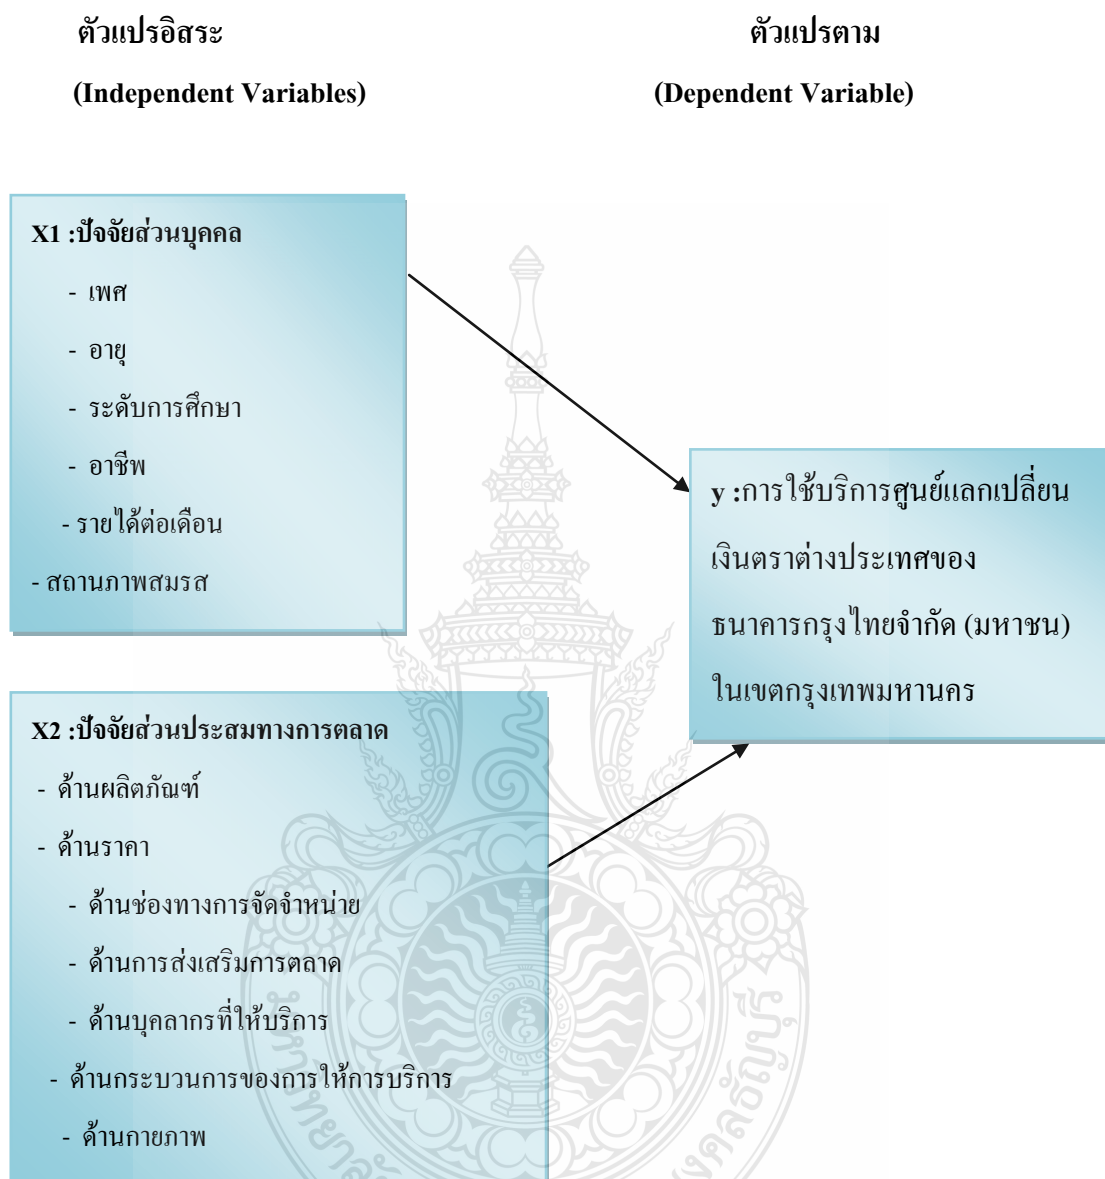 ตัวแปรอิสระ
ตัวแปรตาม
(Independent Variables)
(Dependent Variable)
X1 :ปัจจัยส่วนบุคคล
- เพศ
- อายุ
- ระดับการศึกษา
- อาชีพ
- รายได้ต่อเดือน
- สถานภาพสมรส
y :การใช้บริการศูนย์แลกเปลี่ยน
เงินตราต่างประเทศของ
ธนาคารกรุงไทยจำกัด (มหาชน)
ในเขตกรุงเทพมหานคร
X2 :ปัจจัยส่วนประสมทางการตลาด
- ด้านผลิตภัณฑ์
- ด้านราคา
- ด้านช่องทางการจัดจำหน่าย
- ด้านการส่งเสริมการตลาด
- ด้านบุคลากรที่ให้บริการ
- ด้านกระบวนการของการให้การบริการ
- ด้านกายภาพ